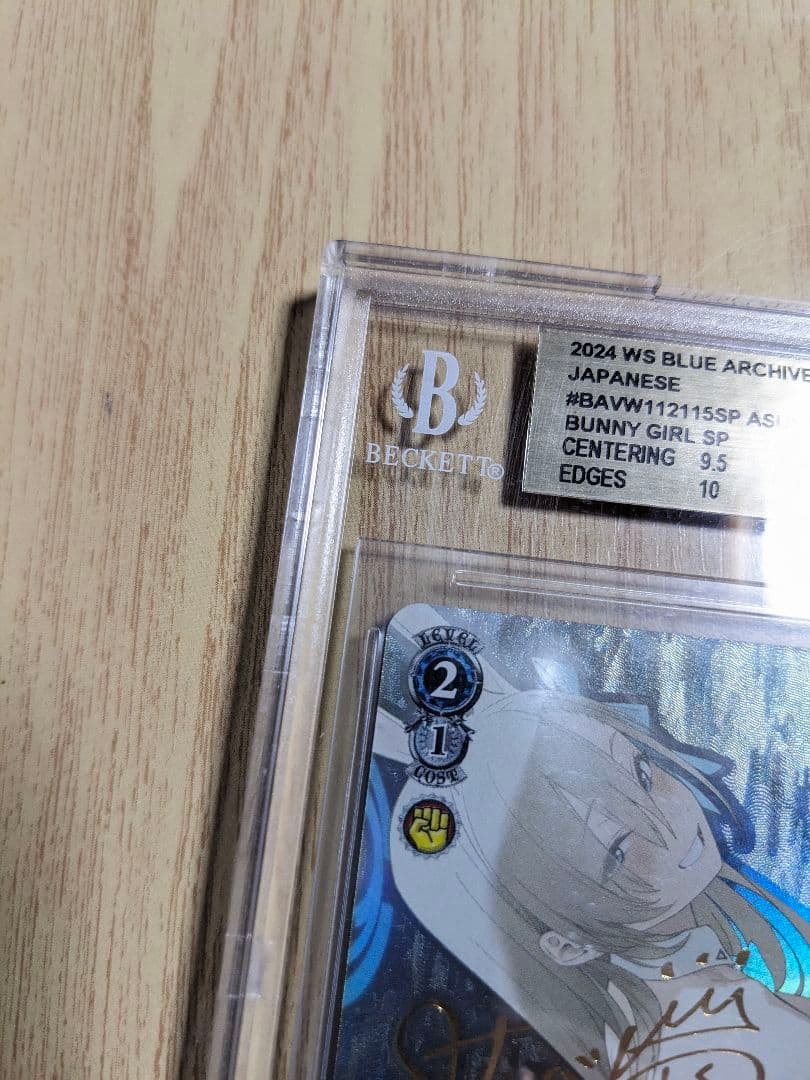 B
BECKETT®
2024 WS BLUE ARCHIVE
JAPANESE
#BAVW112115SP
BUNNY GIRL SP
CENTERING 9.5
EDGES 10
LEVEL
2
1
COST